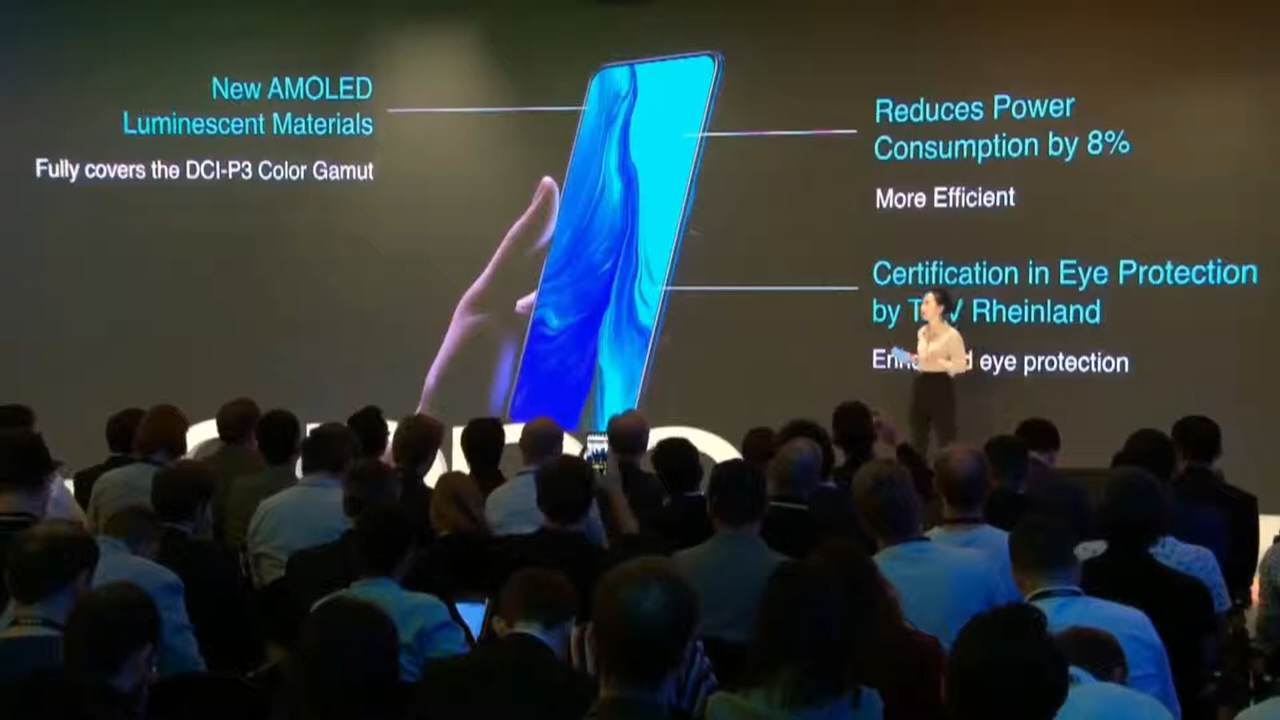 New AMOLED
Luminescent Materials
Fully covers the DCI-P3 Color Gamut
Reduces Power
Consumption by 8%
More Efficient
Certification in Eye Protection
by Rheinland
eye protection